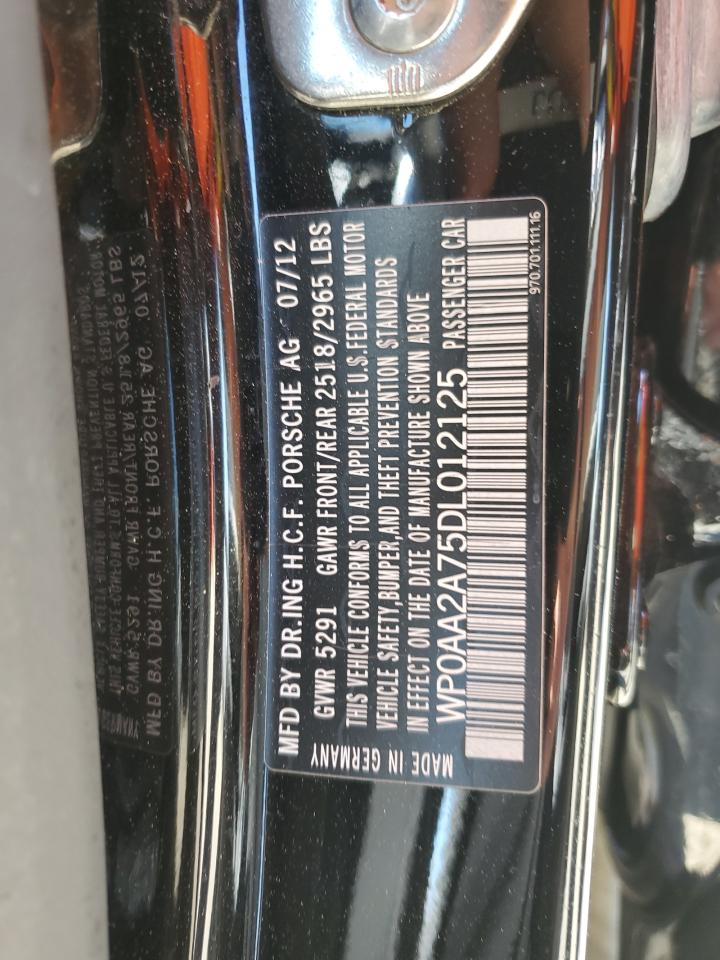 MFD BY DR.ING H.C.F. PORSCHE AG 07/12
GVWR 5291 GAWR FRONT/REAR 2518/2965 LBS
THIS VEHICLE CONFORMS TO ALL APPLICABLE U.S.FEDERAL MOTOR
VEHICLE SAFETY,BUMPER,AND THEFT PREVENTION STANDARDS
IN EFFECT ON THE DATE OF MANUFACTURE SHOWN ABOVE
WP0AA2A75DL012125 PASSENGER CAR
MADE IN GERMANY
970.701.111.16